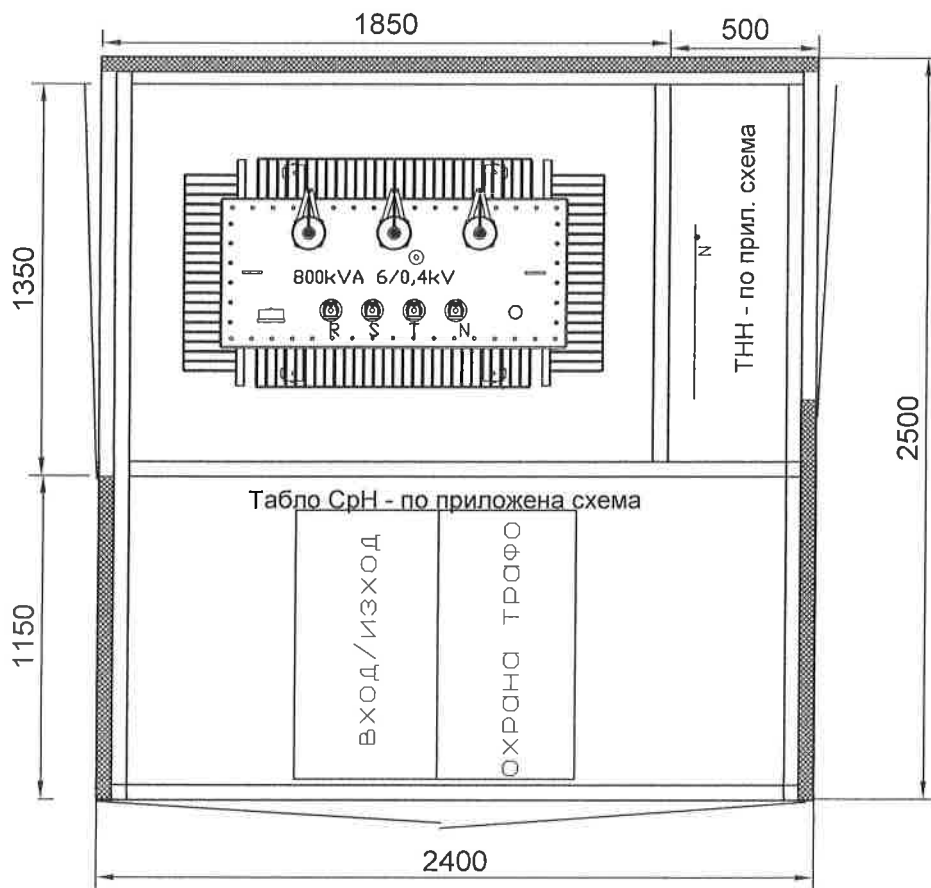 1850
500
1350
2500
ТНН - по прил. схема
N
800kVA 6/0,4kV
R S T N
Табло СрН - по приложена схема
ВХОД/ИЗХОД
ОХРАНА ТРАФО
1150
2400